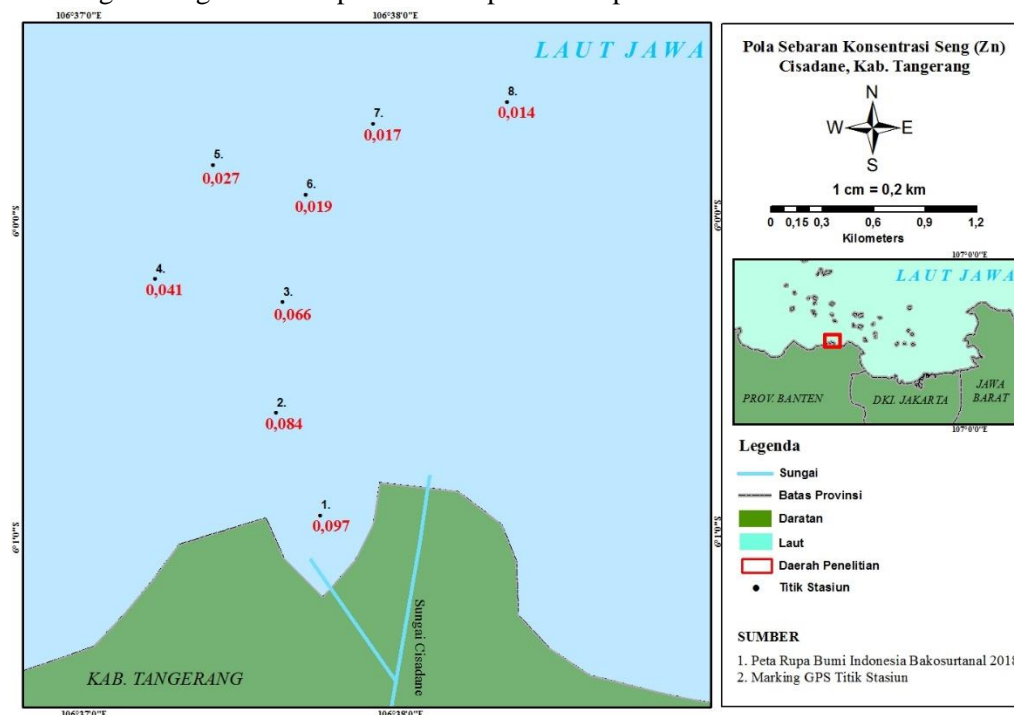 106°37'0"E
106°38'0"E
LAUT JAWA
8.
0,014
7.
0,017
5.
0,027
6.
0,019
6°0'0"S
6°0'0"S
4.
0,041
3.
0,066
2.
0,084
1.
0,097
6°1'0"S
6°1'0"S
Sungai Cisadane
KAB. TANGERANG
106°37'0"E
106°38'0"E
Pola Sebaran Konsentrasi Seng (Zn)
Cisadane, Kab. Tangerang
N
W
E
S
1 cm = 0,2 km
0 0,15 0,3 0,6 0,9 1,2
Kilometers
107°0'0"E
LAUT JAWA
PROV. BANTEN
DKI. JAKARTA
JAWA
BARAT
107°0'0"E
Legenda
Sungai
Batas Provinsi
Daratan
Laut
Daerah Penelitian
Titik Stasiun
SUMBER
1. Peta Rupa Bumi Indonesia Bakosurtanal 2018
2. Marking GPS Titik Stasiun